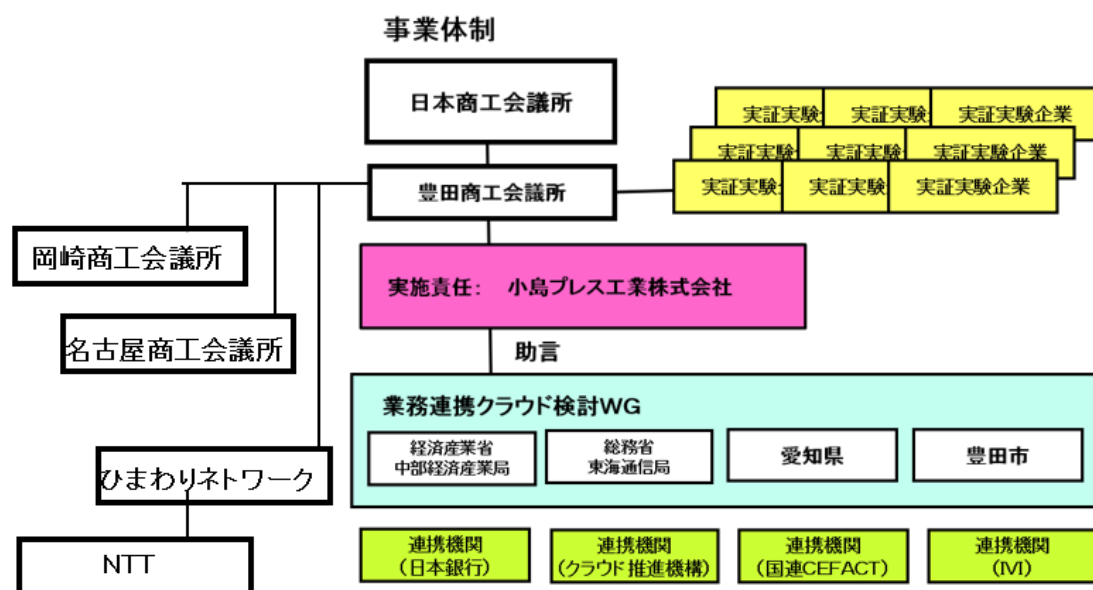 事業体制
日本商工会議所
実証実験企
実証実験
実証実験企業
実証実験
実証実験
実証実験企業
実証実験
実証実験
実証実験企業
豊田商工会議所
岡崎商工会議所
名古屋商工会議所
ひまわりネットワーク
NTT
実施責任: 小島プレス工業株式会社
助言
業務連携クラウド検討WG
経済産業省
中部経済産業局
総務省
東海通信局
愛知県
豊田市
連携機関
(日本銀行)
連携機関
(クラウド推進機構)
連携機関
(国連CEFACT)
連携機関
(IVI)